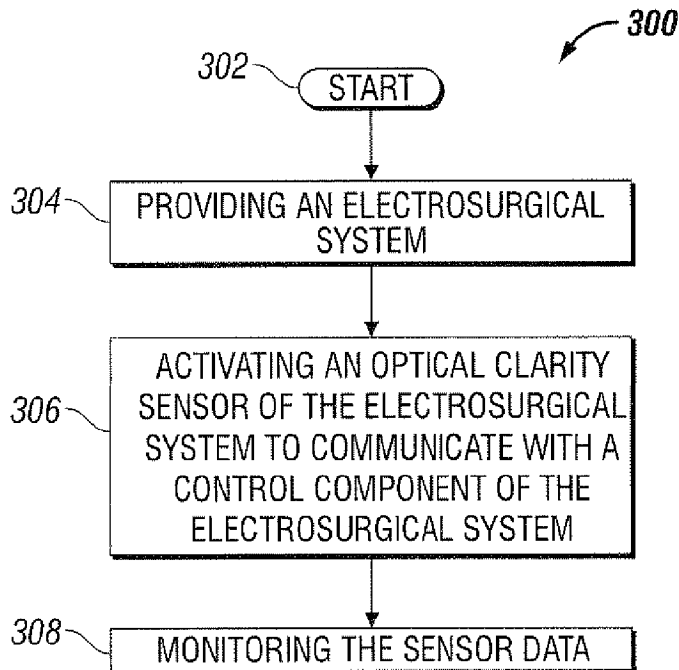 300
302
START
304
PROVIDING AN ELECTROSURGICAL
SYSTEM
306
ACTIVATING AN OPTICAL CLARITY
SENSOR OF THE ELECTROSURGICAL
SYSTEM TO COMMUNICATE WITH A
CONTROL COMPONENT OF THE
ELECTROSURGICAL SYSTEM
308
MONITORING THE SENSOR DATA